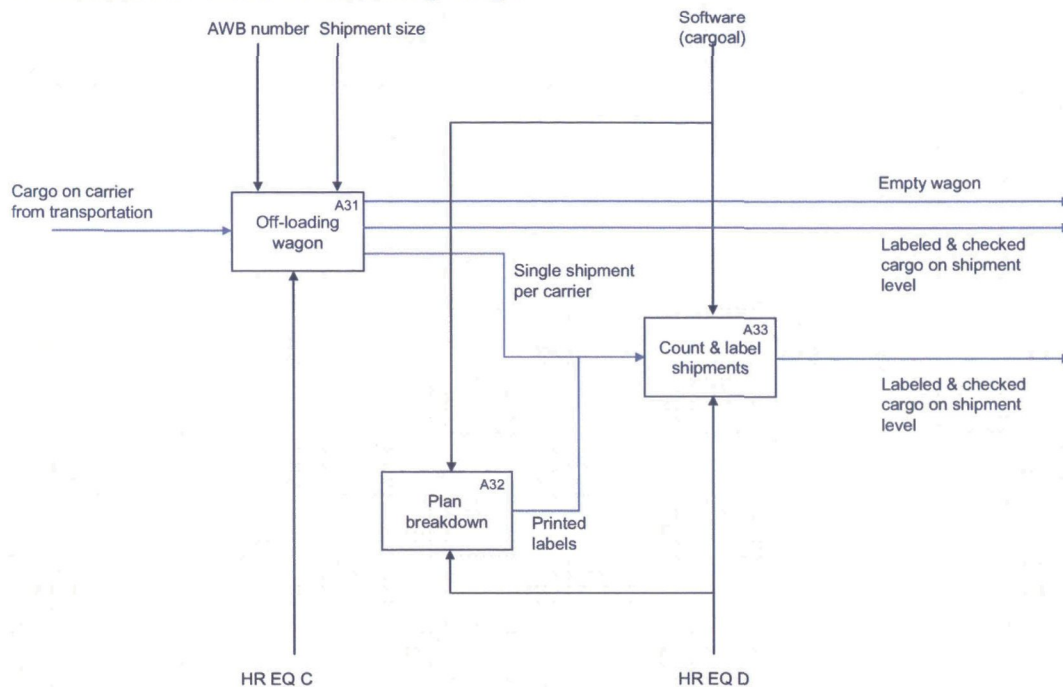 AWB number Shipment size
Software
(cargoal)
Cargo on carrier
from transportation
A31
Off-loading
wagon
Empty wagon
Labeled & checked
cargo on shipment
level
Single shipment
per carrier
A33
Count & label
shipments
Labeled & checked
cargo on shipment
level
A32
Plan
breakdown
Printed
labels
HR EQ C
HR EQ D